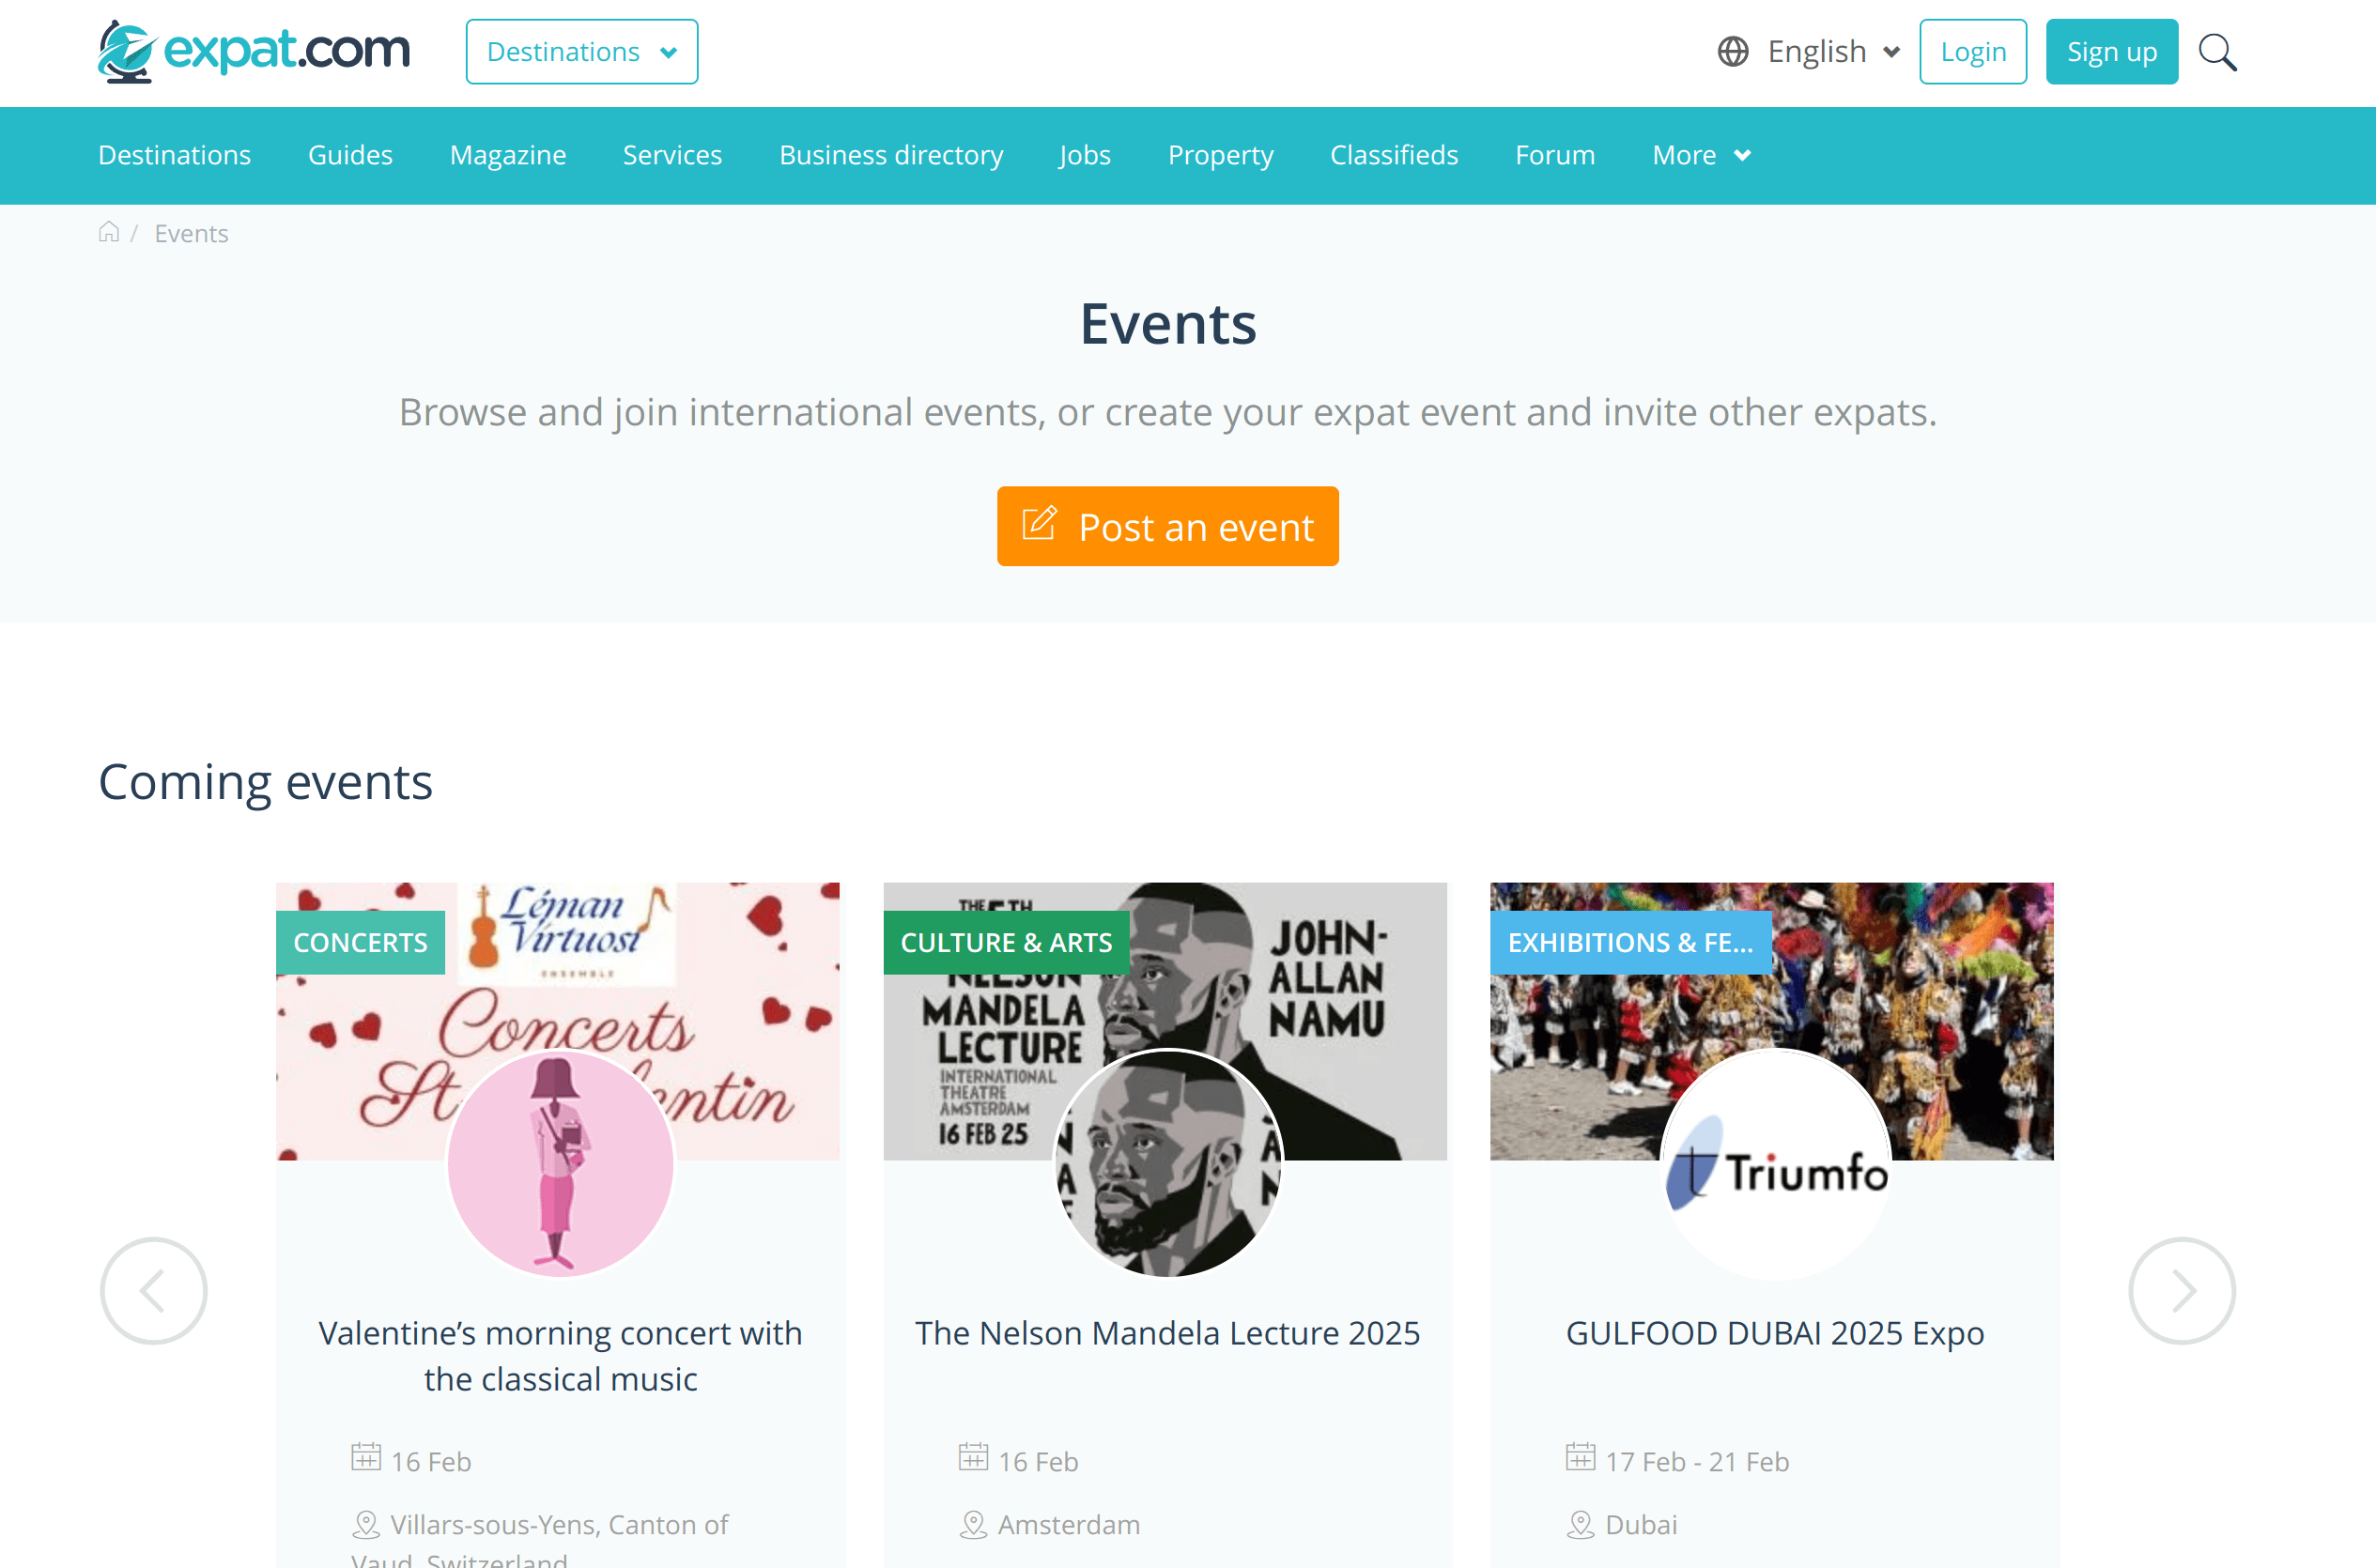 expat.com
Destinations
English
Login
Sign up
Destinations
Guides
Magazine
Services
Business directory
Jobs
Property
Classifieds
Forum
More
/ Events
Events
Browse and join international events, or create your expat event and invite other expats.
Post an event
Coming events
CONCERTS
Léman
Virtuosi
ENSEMBLE
Concerts
St entin
Valentine’s morning concert with
the classical music
16 Feb
Villars-sous-Yens, Canton of
Vaud, Switzerland
CULTURE & ARTS
THE 5TH
NELSON
MANDELA
LECTURE
INTERNATIONAL
THEATRE
AMSTERDAM
16 FEB 25
JOHN-
ALLAN
NAMU
The Nelson Mandela Lecture 2025
16 Feb
Amsterdam
EXHIBITIONS & FE...
Triumfo
GULFOOD DUBAI 2025 Expo
17 Feb - 21 Feb
Dubai